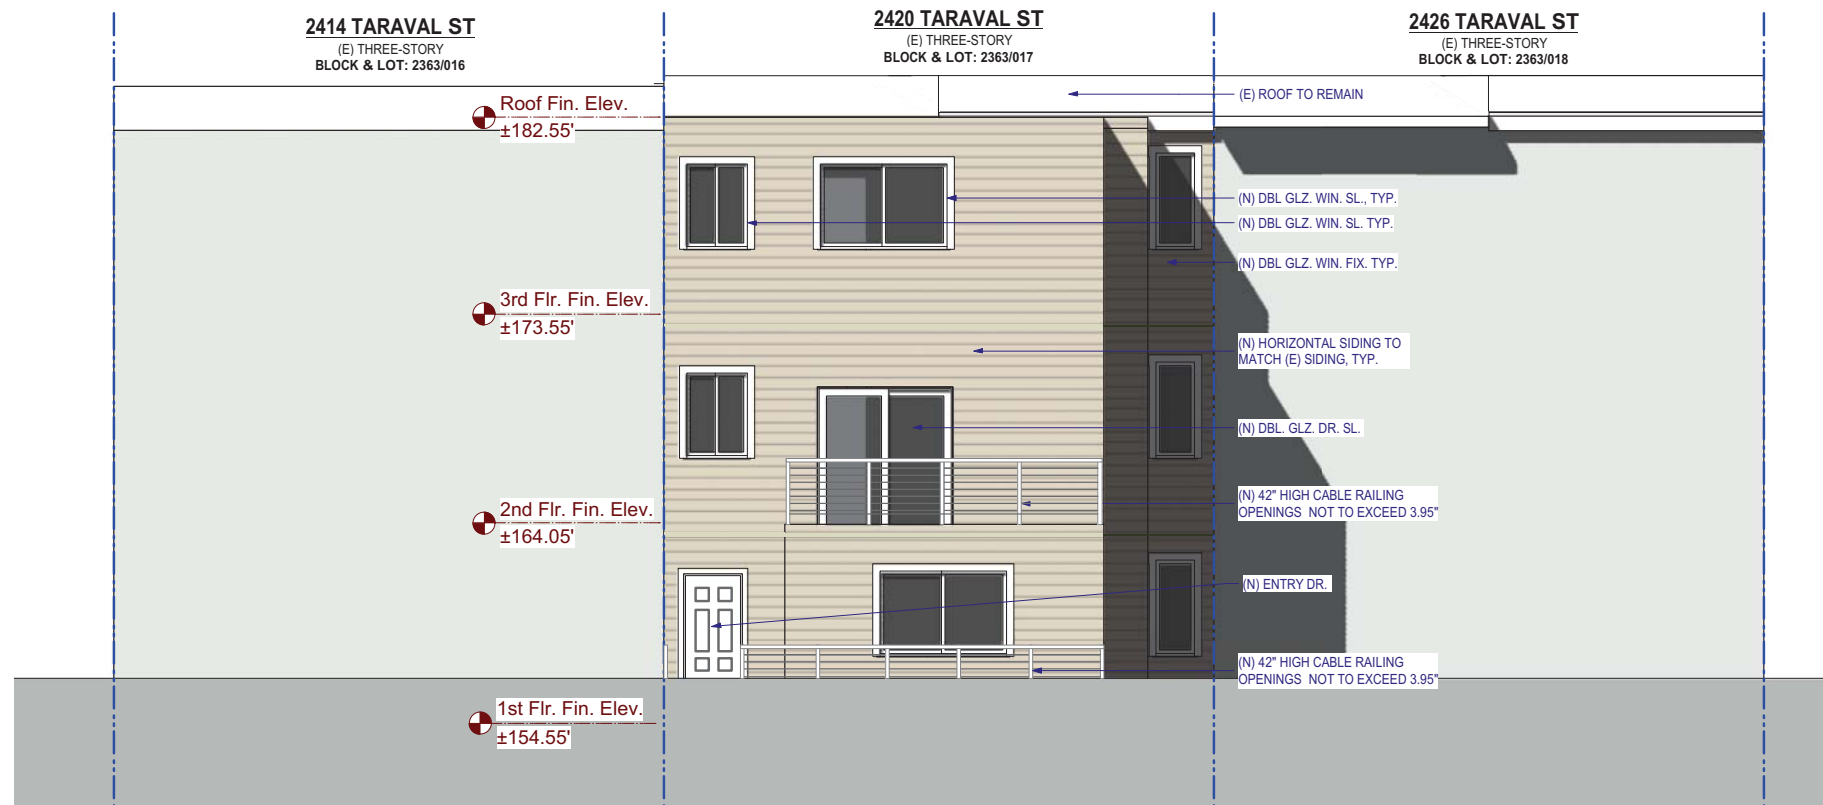 2414 TARAVAL ST
(E) THREE-STORY
BLOCK & LOT: 2363/016
2420 TARAVAL ST
(E) THREE-STORY
BLOCK & LOT: 2363/017
2426 TARAVAL ST
(E) THREE-STORY
BLOCK & LOT: 2363/018
Roof Fin. Elev.
±182.55'
3rd Flr. Fin. Elev.
±173.55'
2nd Flr. Fin. Elev.
±164.05'
1st Flr. Fin. Elev.
±154.55'
(E) ROOF TO REMAIN
(N) DBL GLZ. WIN. SL., TYP.
(N) DBL GLZ. WIN. SL. TYP.
(N) DBL GLZ. WIN. FIX. TYP.
(N) HORIZONTAL SIDING TO
MATCH (E) SIDING, TYP.
(N) DBL. GLZ. DR. SL.
(N) 42" HIGH CABLE RAILING
OPENINGS NOT TO EXCEED 3.95"
(N) ENTRY DR.
(N) 42" HIGH CABLE RAILING
OPENINGS NOT TO EXCEED 3.95"